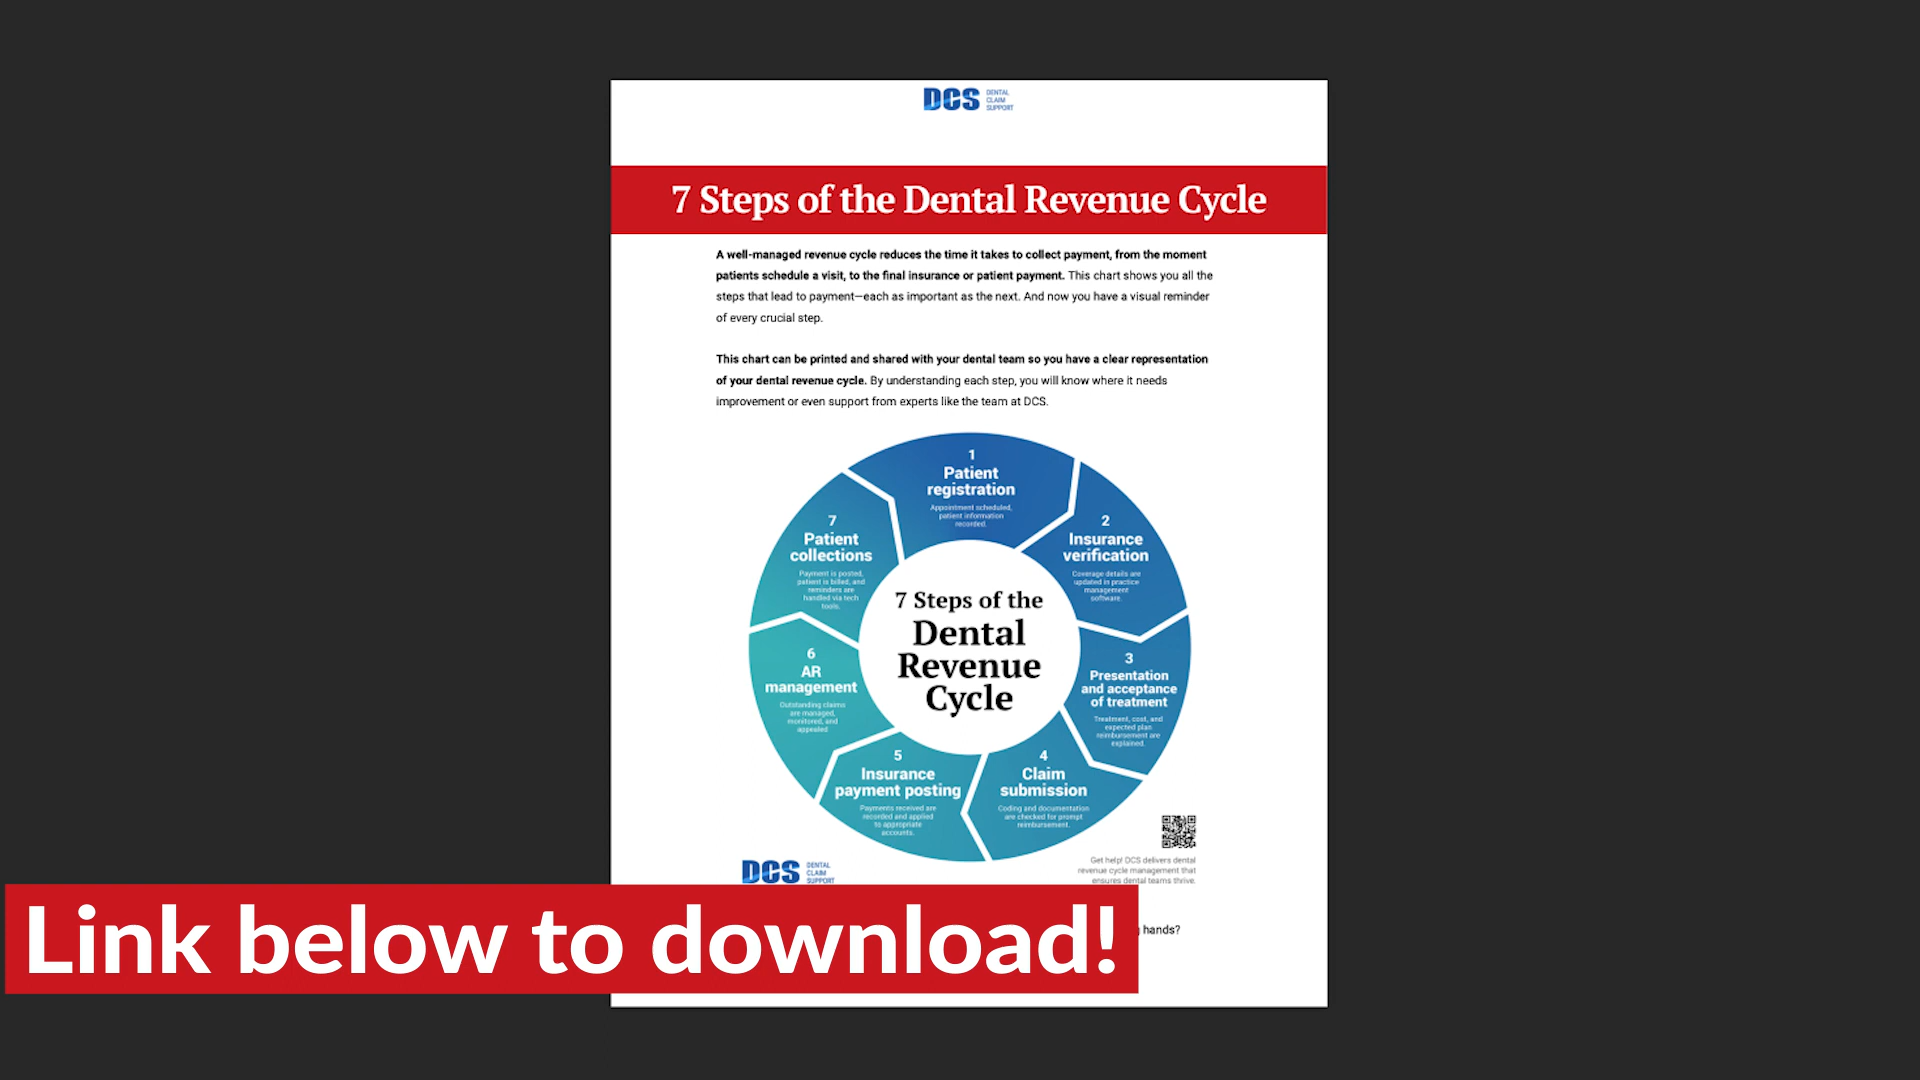 DCS DENTAL
CLAIM
SUPPORT
7 Steps of the Dental Revenue Cycle
A well-managed revenue cycle reduces the time it takes to collect payment, from the moment
patients schedule a visit, to the final insurance or patient payment. This chart shows you all the
steps that lead to payment—each as important as the next. And now you have a visual reminder
of every crucial step.
This chart can be printed and shared with your dental team so you have a clear representation
of your dental revenue cycle. By understanding each step, you will know where it needs
improvement or even support from experts like the team at DCS.
1
Patient
registration
Appointment scheduled,
patient information
recorded.
2
Insurance
verification
Coverage details are
updated in practice
management
software.
3
Presentation
and acceptance
of treatment
Treatment, cost, and
expected plan
reimbursement are
explained.
4
Claim
submission
Coding and documentation
are checked for prompt
reimbursement.
5
Insurance
payment posting
Payments received are
recorded and applied
to appropriate
accounts.
6
AR
management
Outstanding claims
are managed,
monitored, and
appealed
7
Patient
collections
Payment is posted,
patient is billed, and
reminders are
handled via tech
tools.
7 Steps of the
Dental
Revenue
Cycle
DCS DENTAL
CLAIM
SUPPORT
Get help! DCS delivers dental
revenue cycle management that
ensures dental teams thrive.
hands?
Link below to download!